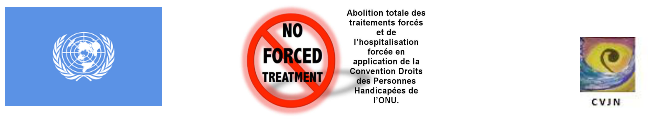 NO
FORCED
TREATMENT
Abolition totale des
traitements forcés
et de
l'hospitalisation
forcée en
application de la
Convention Droits
des Personnes
Handicapées de
l'ONU.
CVJN